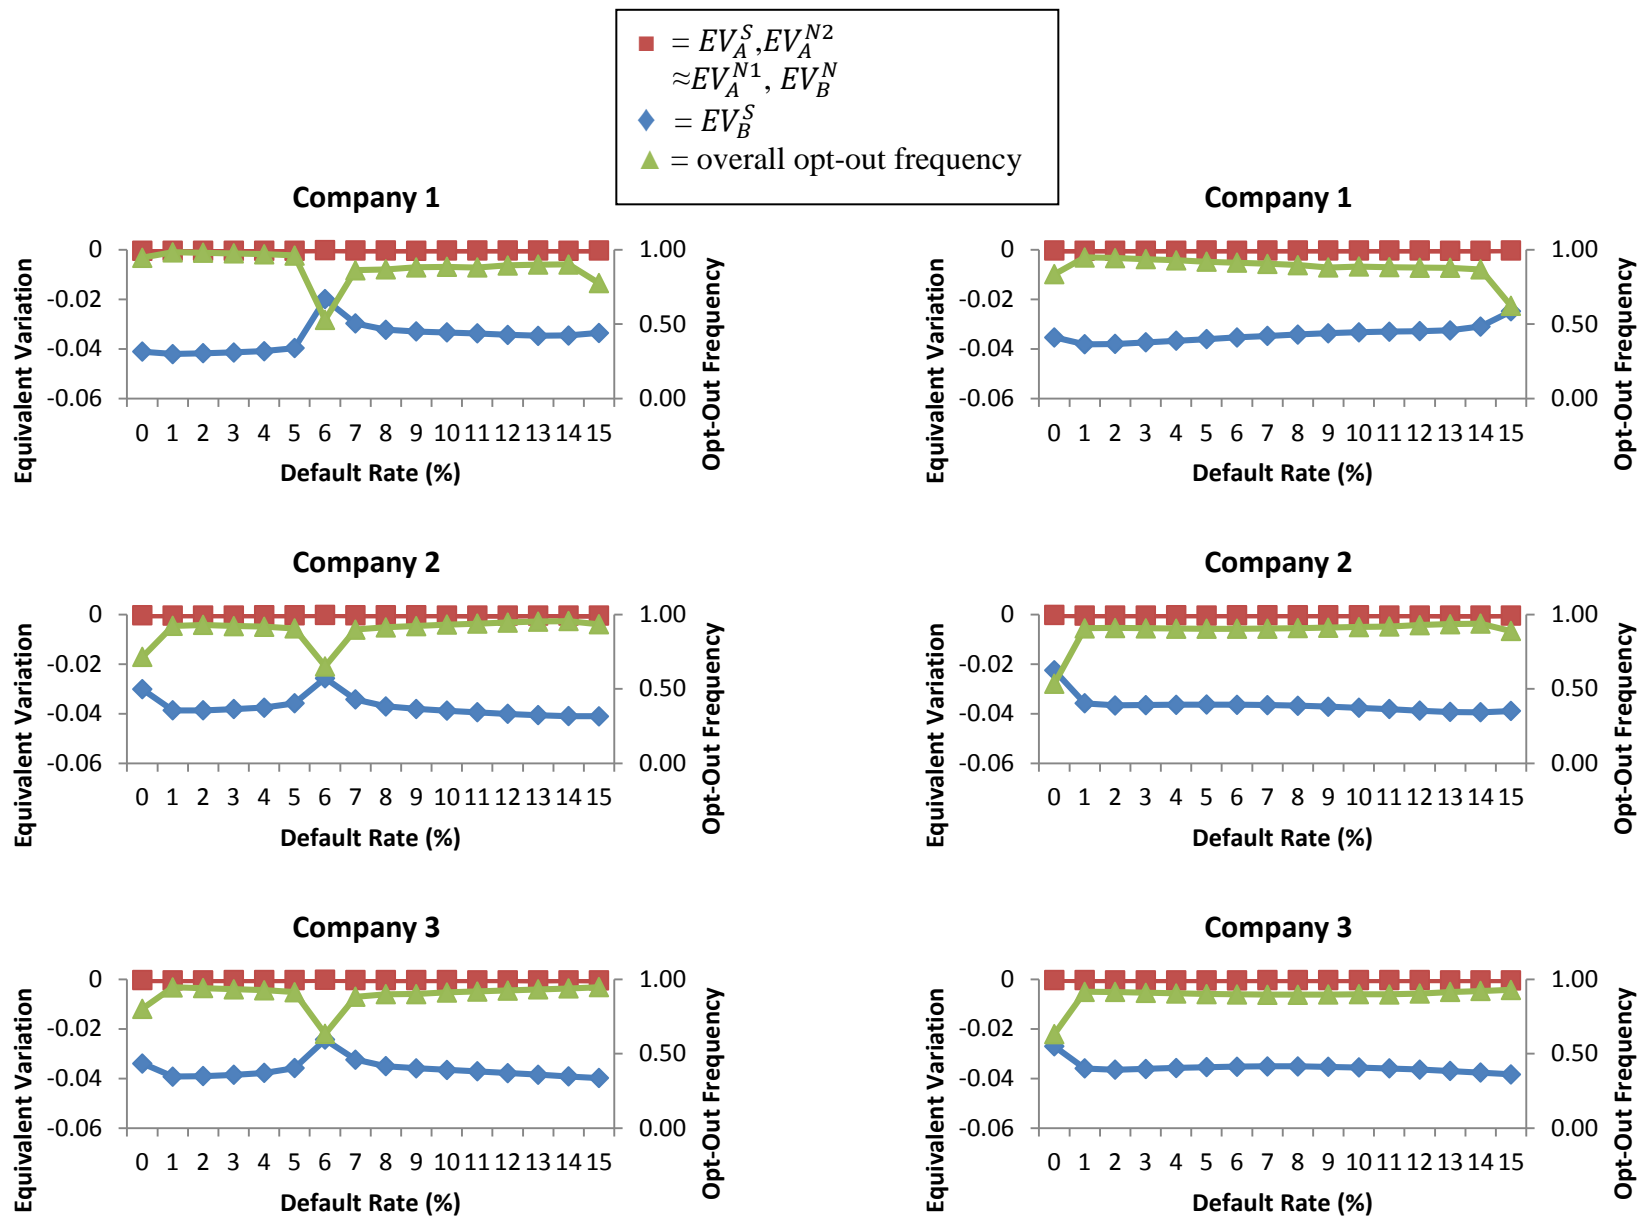 = EV_A^S, EV_A^{N2}
≈EV_A^{N1}, EV_B^N
= EV_B^S
= overall opt-out frequency
Company 1
Equivalent Variation
0
-0.02
-0.04
-0.06
1.00
0.50
0.00
Opt-Out Frequency
0 1 2 3 4 5 6 7 8 9 10 11 12 13 14 15
Default Rate (%)
Company 1
Equivalent Variation
0
-0.02
-0.04
-0.06
1.00
0.50
0.00
Opt-Out Frequency
0 1 2 3 4 5 6 7 8 9 10 11 12 13 14 15
Default Rate (%)
Company 2
Equivalent Variation
0
-0.02
-0.04
-0.06
1.00
0.50
0.00
Opt-Out Frequency
0 1 2 3 4 5 6 7 8 9 10 11 12 13 14 15
Default Rate (%)
Company 2
Equivalent Variation
0
-0.02
-0.04
-0.06
1.00
0.50
0.00
Opt-Out Frequency
0 1 2 3 4 5 6 7 8 9 10 11 12 13 14 15
Default Rate (%)
Company 3
Equivalent Variation
0
-0.02
-0.04
-0.06
1.00
0.50
0.00
Opt-Out Frequency
0 1 2 3 4 5 6 7 8 9 10 11 12 13 14 15
Default Rate (%)
Company 3
Equivalent Variation
0
-0.02
-0.04
-0.06
1.00
0.50
0.00
Opt-Out Frequency
0 1 2 3 4 5 6 7 8 9 10 11 12 13 14 15
Default Rate (%)